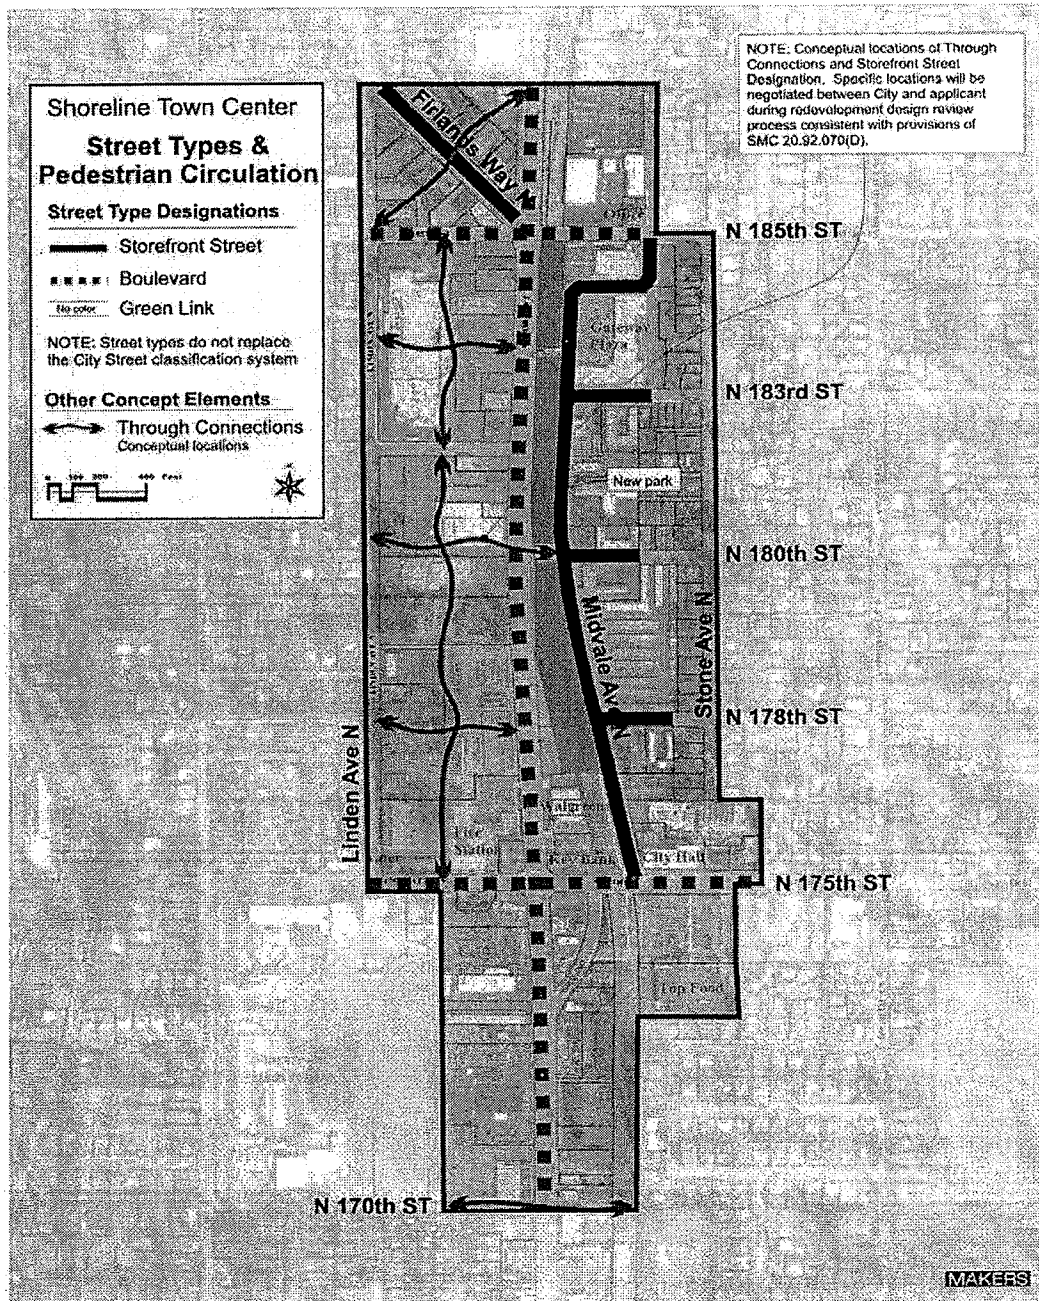 Shoreline Town Center
Street Types &
Pedestrian Circulation
Street Type Designations
Storefront Street
Boulevard
No color
Green Link
NOTE: Street types do not replace
the City Street classification system
Other Concept Elements
Through Connections
Conceptual locations
NOTE: Conceptual locations of Through
Connections and Storefront Street
Designation. Specific locations will be
negotiated between City and applicant
during redevelopment design review
process consistent with provisions of
SMC 20.92.070(D).
Firlands Way N
N 185th ST
Gateway
Plaza
N 183rd ST
New park
N 180th ST
Midvale Ave N
Stone Ave N
N 178th ST
Linden Ave N
Walgreen
Fire
Station
City Hall
N 175th ST
Top Food
N 170th ST
MAKERS